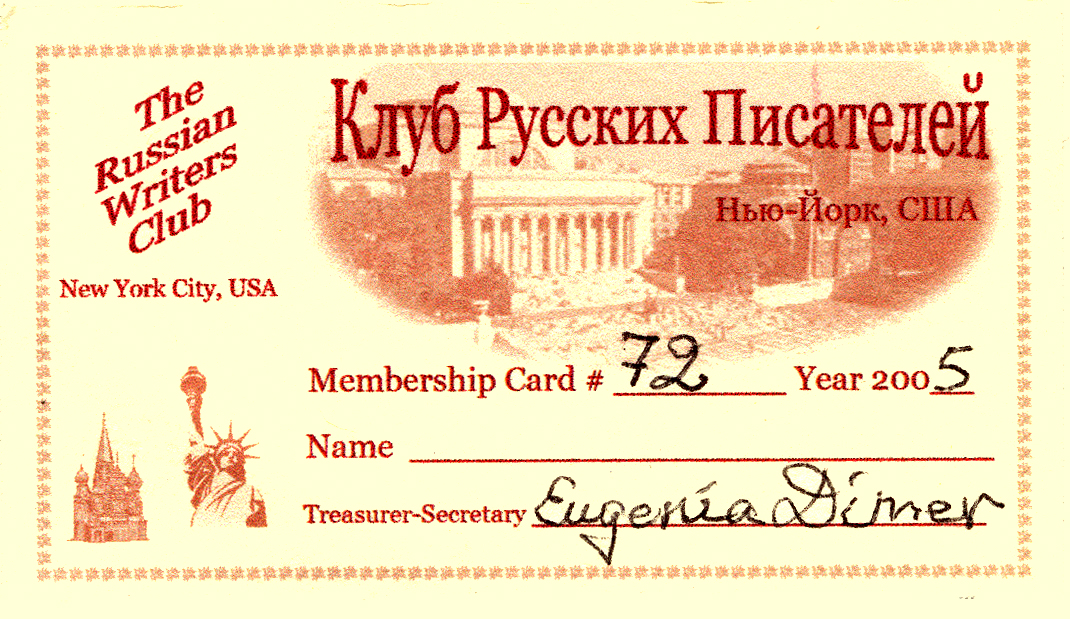 The
Russian
Writers
Club
New York City, USA
Клуб Русских Писателей
Нью-Йорк, США
Membership Card # 72 Year 2005
Name
Treasurer-Secretary Eugenia Dimer